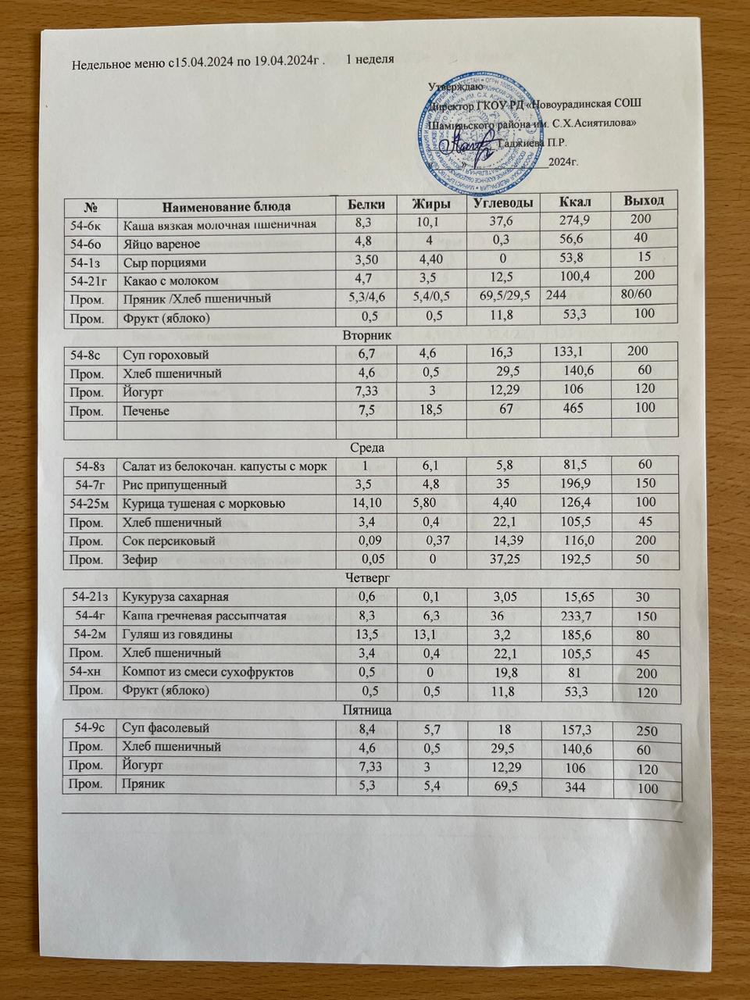 Недельное меню с15.04.2024 по 19.04.2024г . 1 неделя
Утверждаю
Директор ГКОУ РД «Новоурадинская СОШ
Шамильского района им. С.Х.Асиятилова»
Гаджиева П.Р.
2024г.
№ Наименование блюда Белки Жиры Углеводы Ккал Выход
54-6к Каша вязкая молочная пшеничная 8,3 10,1 37,6 274,9 200
54-6о Яйцо вареное 4,8 4 0,3 56,6 40
54-1з Сыр порциями 3,50 4,40 0 53,8 15
54-21г Какао с молоком 4,7 3,5 12,5 100,4 200
Пром. Пряник /Хлеб пшеничный 5,3/4,6 5,4/0,5 69,5/29,5 244 80/60
Пром. Фрукт (яблоко) 0,5 0,5 11,8 53,3 100
Вторник
54-8с Суп гороховый 6,7 4,6 16,3 133,1 200
Пром. Хлеб пшеничный 4,6 0,5 29,5 140,6 60
Пром. Йогурт 7,33 3 12,29 106 120
Пром. Печенье 7,5 18,5 67 465 100
Среда
54-8з Салат из белокочан. капусты с морк 1 6,1 5,8 81,5 60
54-7г Рис припущенный 3,5 4,8 35 196,9 150
54-25м Курица тушеная с морковью 14,10 5,80 4,40 126,4 100
Пром. Хлеб пшеничный 3,4 0,4 22,1 105,5 45
Пром. Сок персиковый 0,09 0,37 14,39 116,0 200
Пром. Зефир 0,05 0 37,25 192,5 50
Четверг
54-21з Кукуруза сахарная 0,6 0,1 3,05 15,65 30
54-4г Каша гречневая рассыпчатая 8,3 6,3 36 233,7 150
54-2м Гуляш из говядины 13,5 13,1 3,2 185,6 80
Пром. Хлеб пшеничный 3,4 0,4 22,1 105,5 45
54-хн Компот из смеси сухофруктов 0,5 0 19,8 81 200
Пром. Фрукт (яблоко) 0,5 0,5 11,8 53,3 120
Пятница
54-9с Суп фасолевый 8,4 5,7 18 157,3 250
Пром. Хлеб пшеничный 4,6 0,5 29,5 140,6 60
Пром. Йогурт 7,33 3 12,29 106 120
Пром. Пряник 5,3 5,4 69,5 344 100